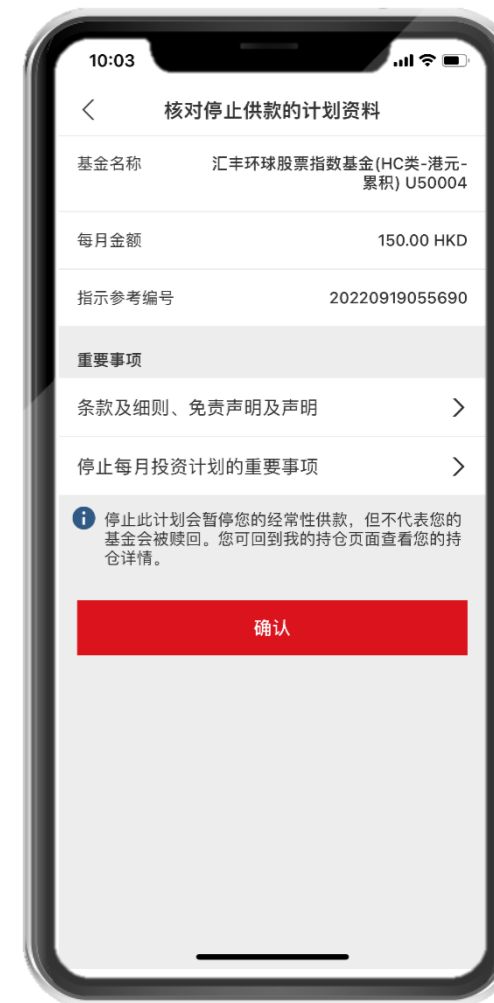 10:03
核对停止供款的计划资料
基金名称
汇丰环球股票指数基金(HC类-港元-
累积) U50004
每月金额
150.00 HKD
指示参考编号
20220919055690
重要事项
条款及细则、免责声明及声明
停止每月投资计划的重要事项
停止此计划会暂停您的经常性供款，但不代表您的
基金会被赎回。您可回到我的持仓页面查看您的持
仓详情。
确认